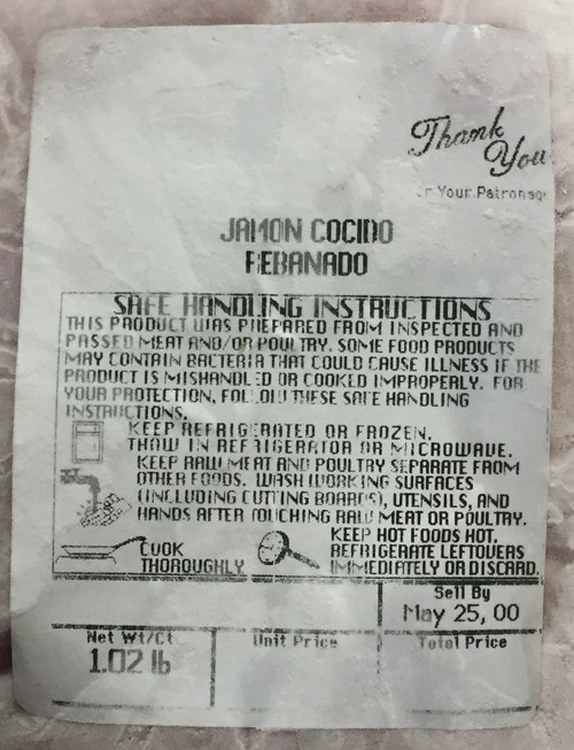 Thank
You
r Your Patronag
JAMON COCIDO
REBANADO
SAFE HANDLING INSTRUCTIONS
THIS PRODUCT WAS PREPARED FROM INSPECTED AND
PASSED MEAT AND/OR POULTRY. SOME FOOD PRODUCTS
MAY CONTAIN BACTERIA THAT COULD CAUSE ILLNESS IF THE
PRODUCT IS MISHANDLED OR COOKED IMPROPERLY. FOR
YOUR PROTECTION, FOLLOW THESE SAFE HANDLING
INSTRUCTIONS.
KEEP REFRIGERATED OR FROZEN.
THAW IN REFRIGERATOR OR MICROWAVE.
KEEP RAW MEAT AND POULTRY SEPARATE FROM
OTHER FOODS. WASH WORKING SURFACES
(INCLUDING CUTTING BOARDS), UTENSILS, AND
HANDS AFTER TOUCHING RAW MEAT OR POULTRY.
COOK
THOROUGHLY
KEEP HOT FOODS HOT.
REFRIGERATE LEFTOVERS
IMMEDIATELY OR DISCARD.
Sell By
May 25, 00
Net Wt/Ct
1.02 lb
Unit Price
Total Price